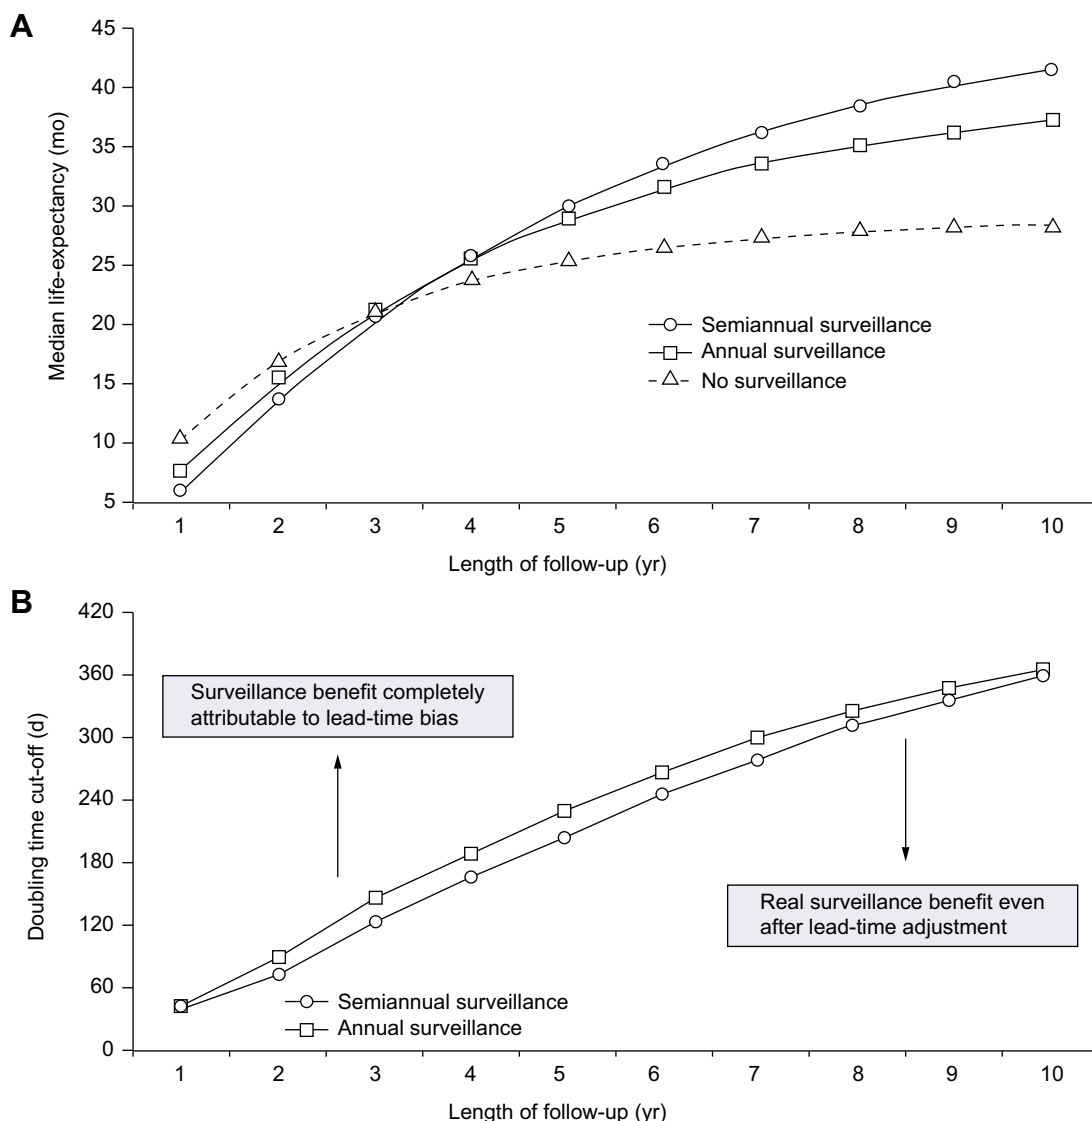 A
45
40
35
30
25
20
15
10
5
Median life-expectancy (mo)
Semiannual surveillance
Annual surveillance
No surveillance
1 2 3 4 5 6 7 8 9 10
Length of follow-up (yr)
B
420
360
300
240
180
120
60
0
Doubling time cut-off (d)
Surveillance benefit completely
attributable to lead-time bias
Real surveillance benefit even
after lead-time adjustment
Semiannual surveillance
Annual surveillance
1 2 3 4 5 6 7 8 9 10
Length of follow-up (yr)